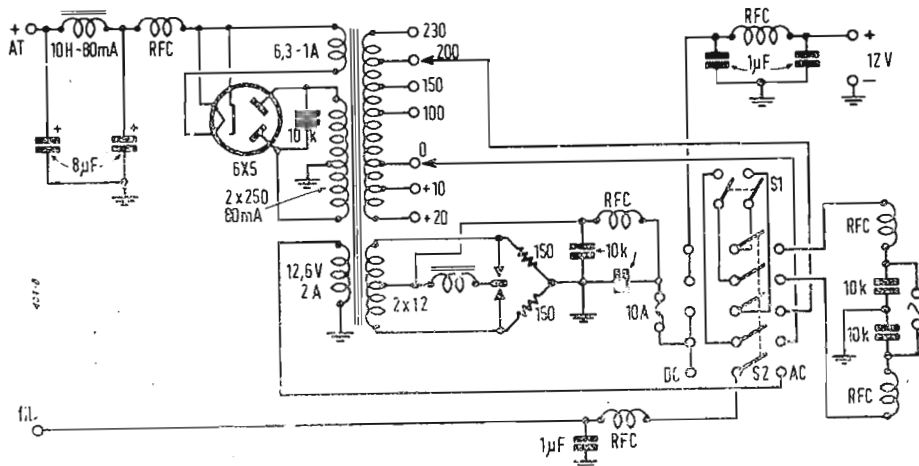 +
AT
10H-80mA
RFC
8µF
+
+
6,3-1A
6X5
10 k
2x250
80mA
230
200
150
100
0
+10
+20
12,6V
2A
2x12
150
150
RFC
10k
10A
RFC
1µF
+
12V
−
S1
S2
DC
AC
RFC
10k
10k
RFC
fil.
1µF
RFC